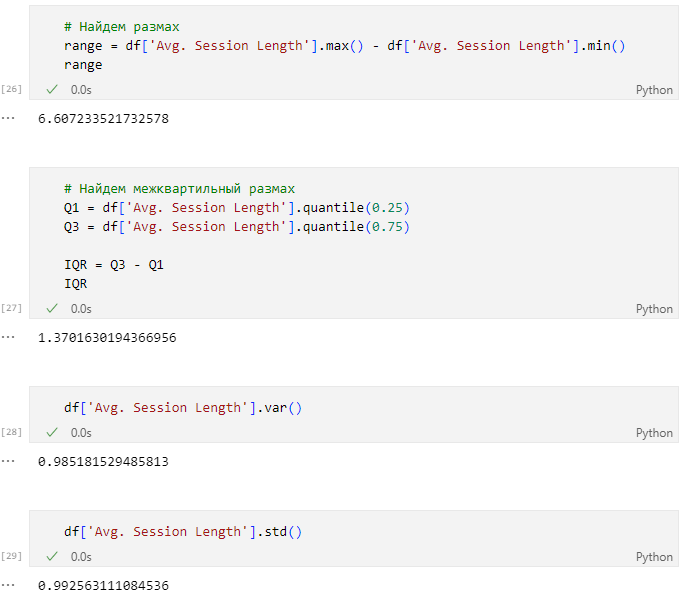 # Найдем размах
range = df['Avg. Session Length'].max() - df['Avg. Session Length'].min()
range
[26]
0.0s
Python
6.607233521732578
# Найдем межквартильный размах
Q1 = df['Avg. Session Length'].quantile(0.25)
Q3 = df['Avg. Session Length'].quantile(0.75)
IQR = Q3 - Q1
IQR
[27]
0.0s
Python
1.3701630194366956
df['Avg. Session Length'].var()
[28]
0.0s
Python
0.985181529485813
df['Avg. Session Length'].std()
[29]
0.0s
Python
0.992563111084536